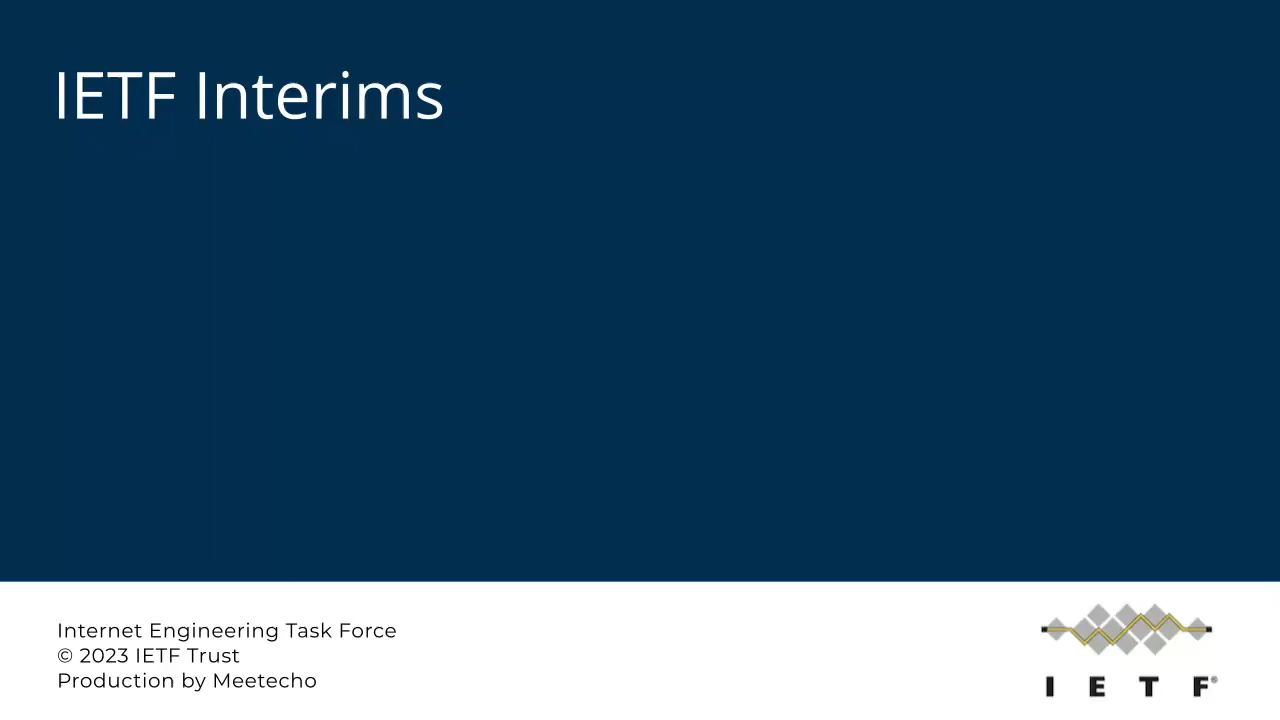 IETF Interims
Internet Engineering Task Force
© 2023 IETF Trust
Production by Meetecho
I E T F®